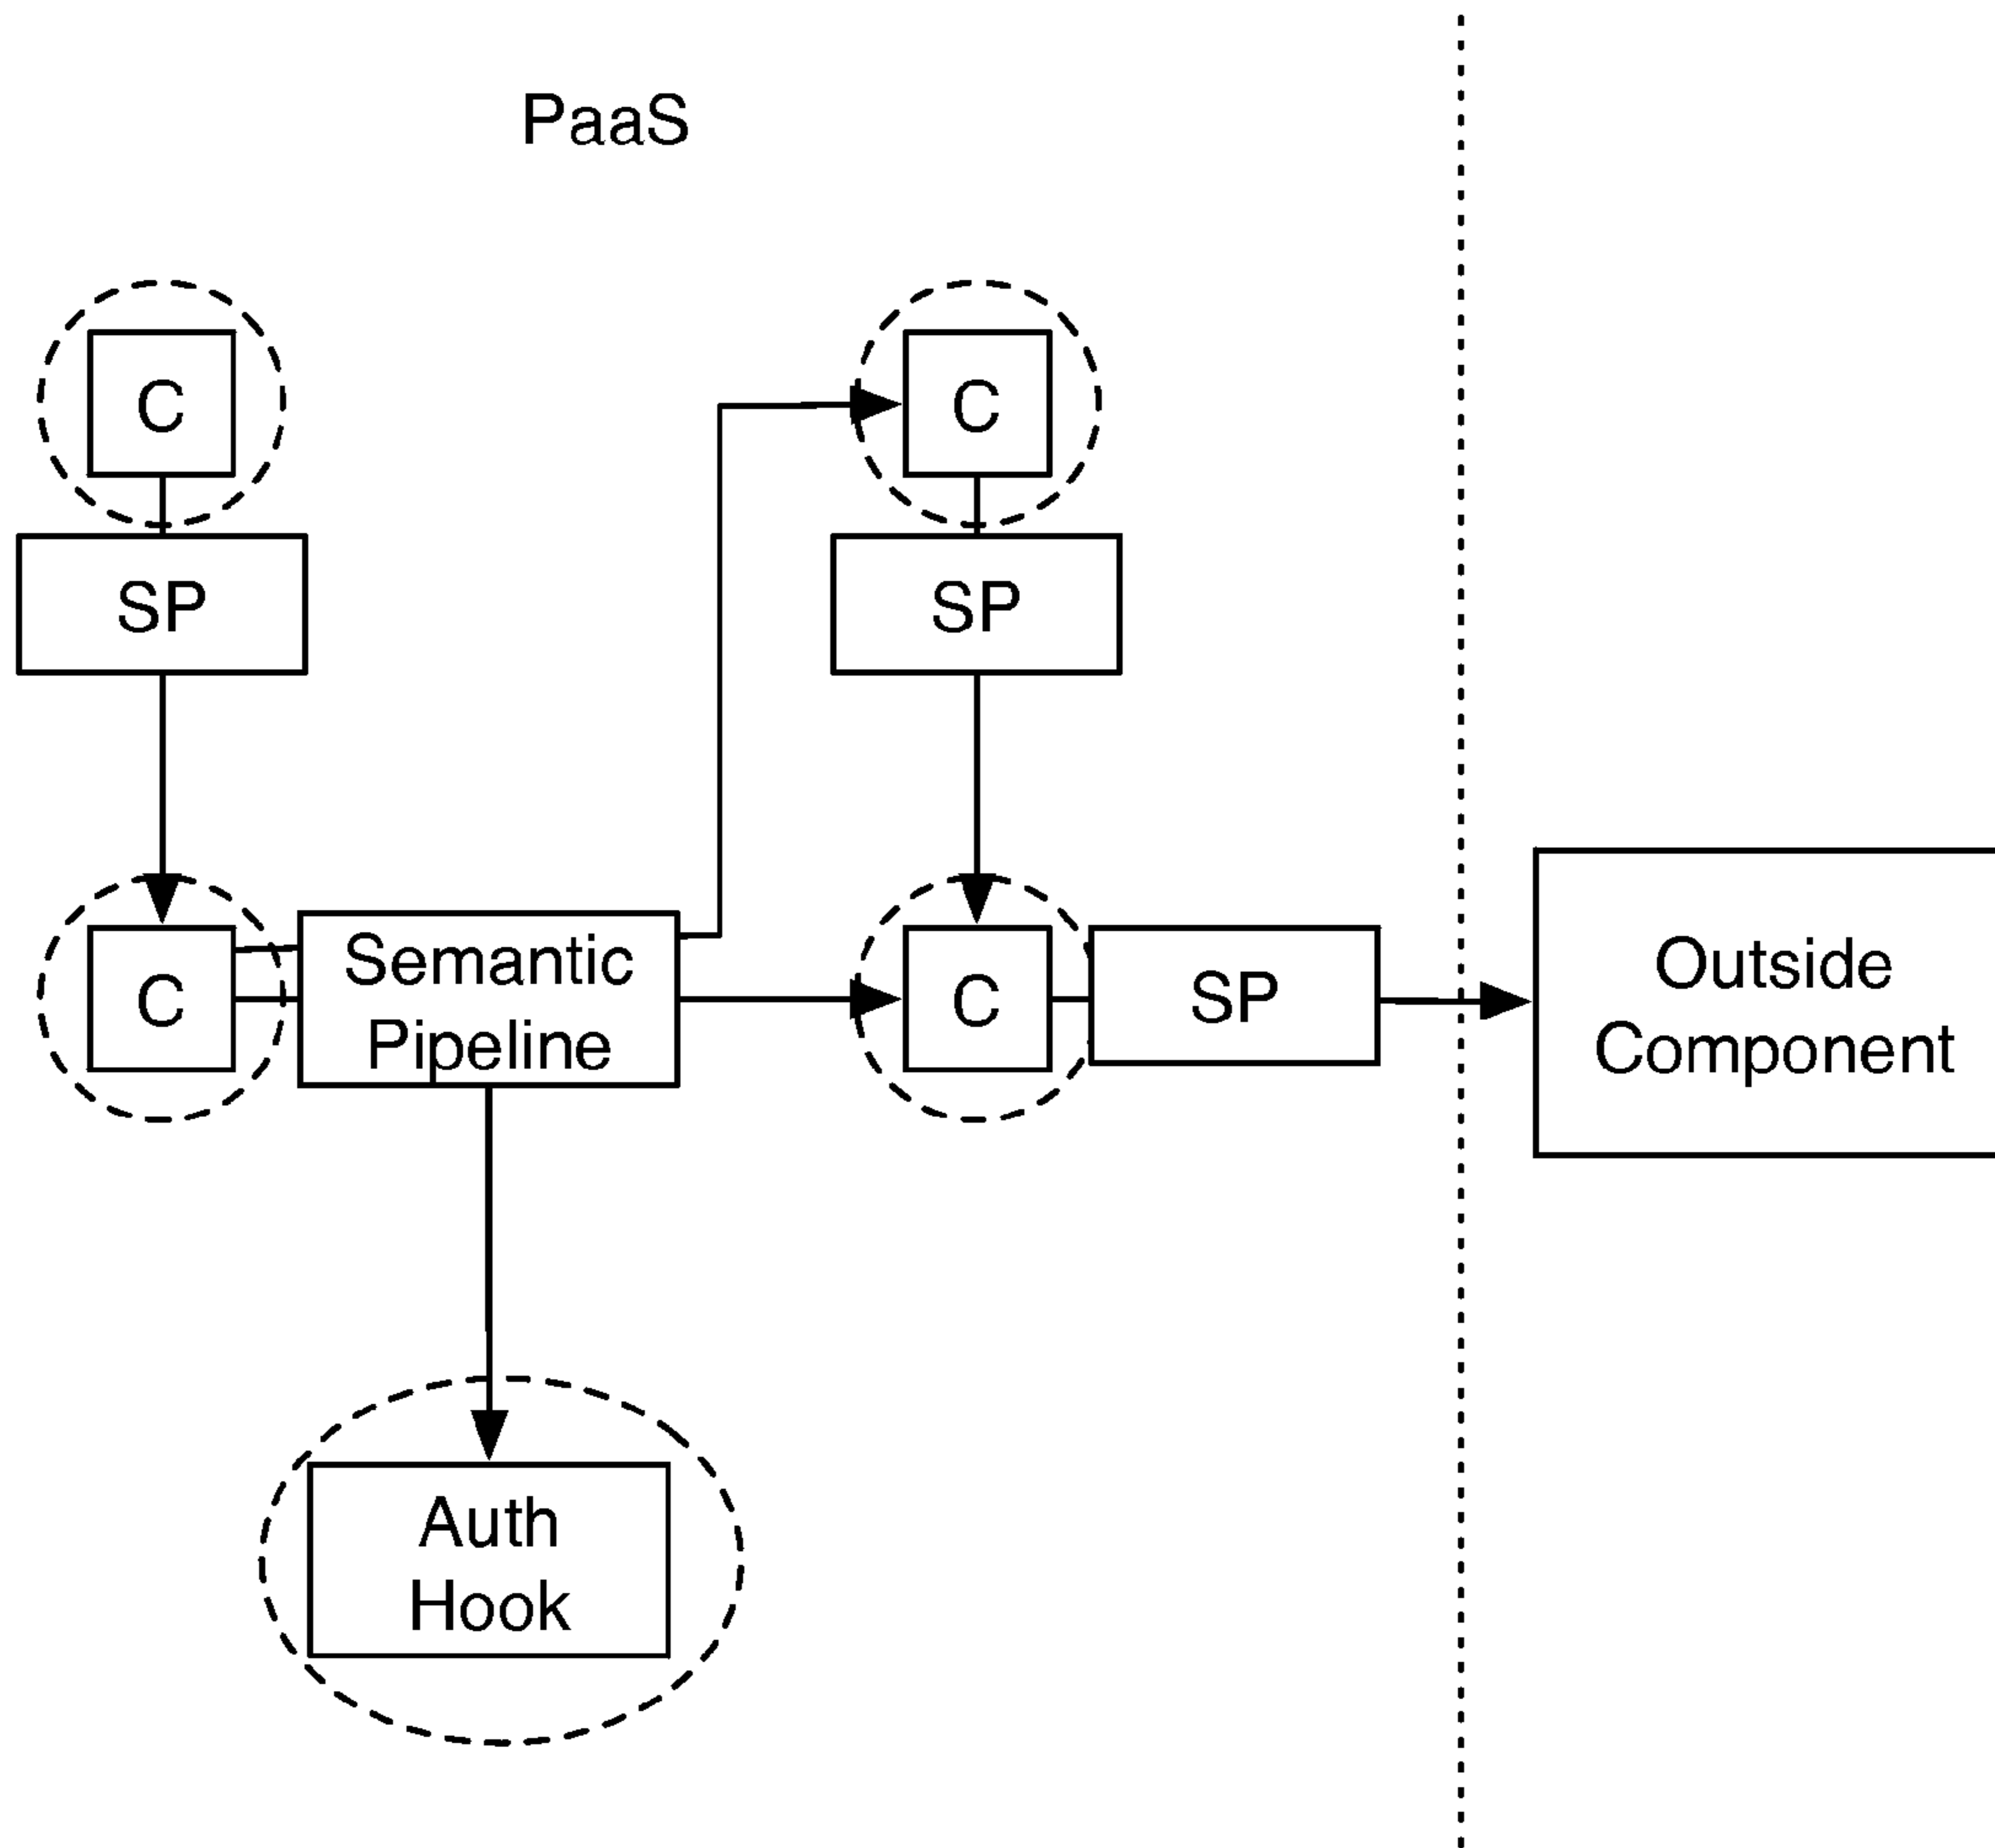 PaaS
C
C
SP
SP
C
Semantic
Pipeline
C
SP
Outside
Component
Auth
Hook